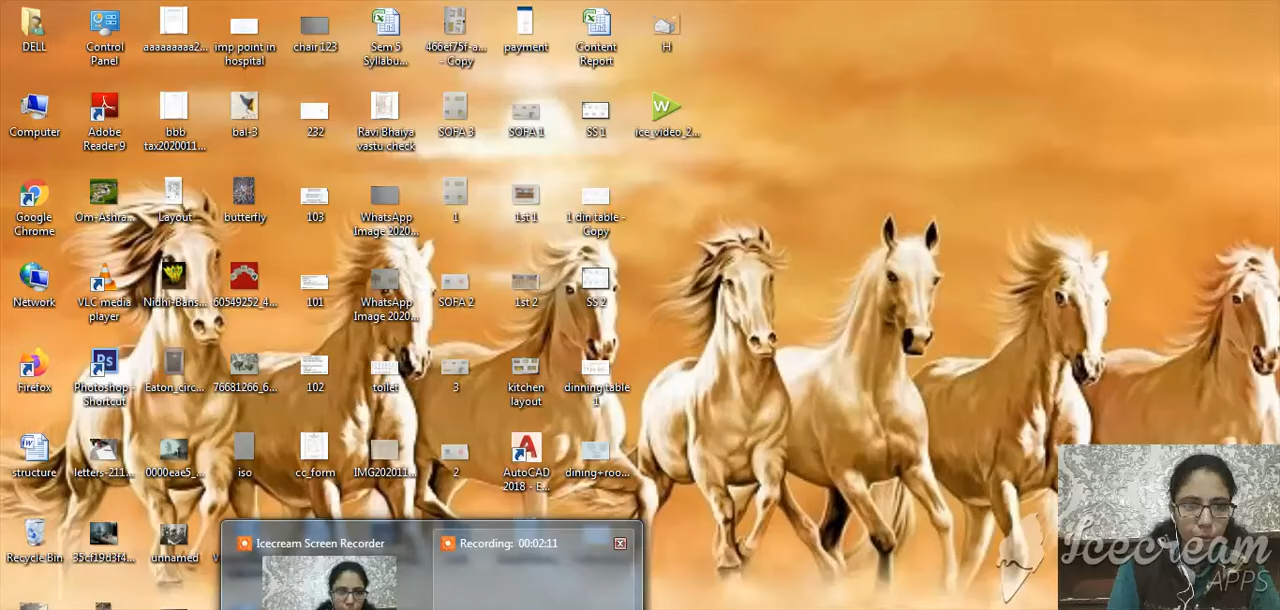 DELL
Control
Panel
aaaaaaaaa2...
imp point in
hospital
chair 123
Sem 5
Syllabu...
466ef75f-a...
- Copy
payment
Content
Report
H
Computer
Adobe
Reader 9
bbb
tax2020011...
bal-3
232
Ravi Bhaiya
vastu check
SOFA 3
SOFA 1
SS 1
W
ice_video_2...
Google
Chrome
Om-Ashra...
Layout
butterfly
103
WhatsApp
Image 2020...
1
1st 1
1 din table -
Copy
Network
VLC media
player
Nidhi-Bans...
60549252_4...
101
WhatsApp
Image 2020...
SOFA 2
1st 2
SS 2
Firefox
Ps
Photoshop -
Shortcut
Eaton_circ...
76681266_6...
102
toilet
3
kitchen
layout
dinning table
1
structure
letters-211...
0000eae5_...
iso
cc_form
IMG202011...
2
AutoCAD
2018 - E...
dining+roo...
Recycle Bin
35cf19d3f4...
unnamed
Icecream Screen Recorder
Recording: 00:02:11
Icecream
APPS